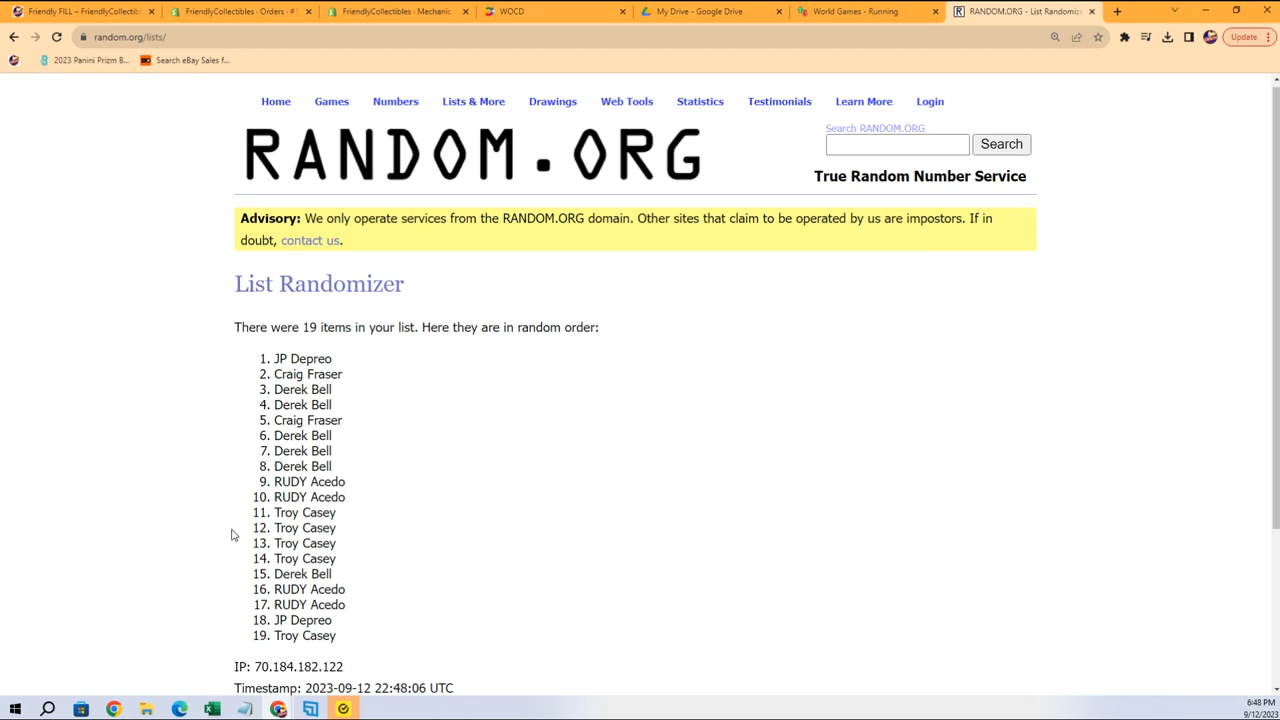 Friendly FILL – FriendlyCollectib
FriendlyCollectibles - Orders - #1
FriendlyCollectibles - Mechanic
WOCD
My Drive - Google Drive
World Games - Running
RANDOM.ORG - List Randomize
random.org/lists/
Update
2023 Panini Prizm B...
Search eBay Sales f...
Home Games Numbers Lists & More Drawings Web Tools Statistics Testimonials Learn More Login
RANDOM.ORG
Search RANDOM.ORG
Search
True Random Number Service
Advisory: We only operate services from the RANDOM.ORG domain. Other sites that claim to be operated by us are impostors. If in
doubt, contact us.
List Randomizer
There were 19 items in your list. Here they are in random order:
1. JP Depreo
2. Craig Fraser
3. Derek Bell
4. Derek Bell
5. Craig Fraser
6. Derek Bell
7. Derek Bell
8. Derek Bell
9. RUDY Acedo
10. RUDY Acedo
11. Troy Casey
12. Troy Casey
13. Troy Casey
14. Troy Casey
15. Derek Bell
16. RUDY Acedo
17. RUDY Acedo
18. JP Depreo
19. Troy Casey
IP: 70.184.182.122
Timestamp: 2023-09-12 22:48:06 UTC
6:48 PM
9/12/2023